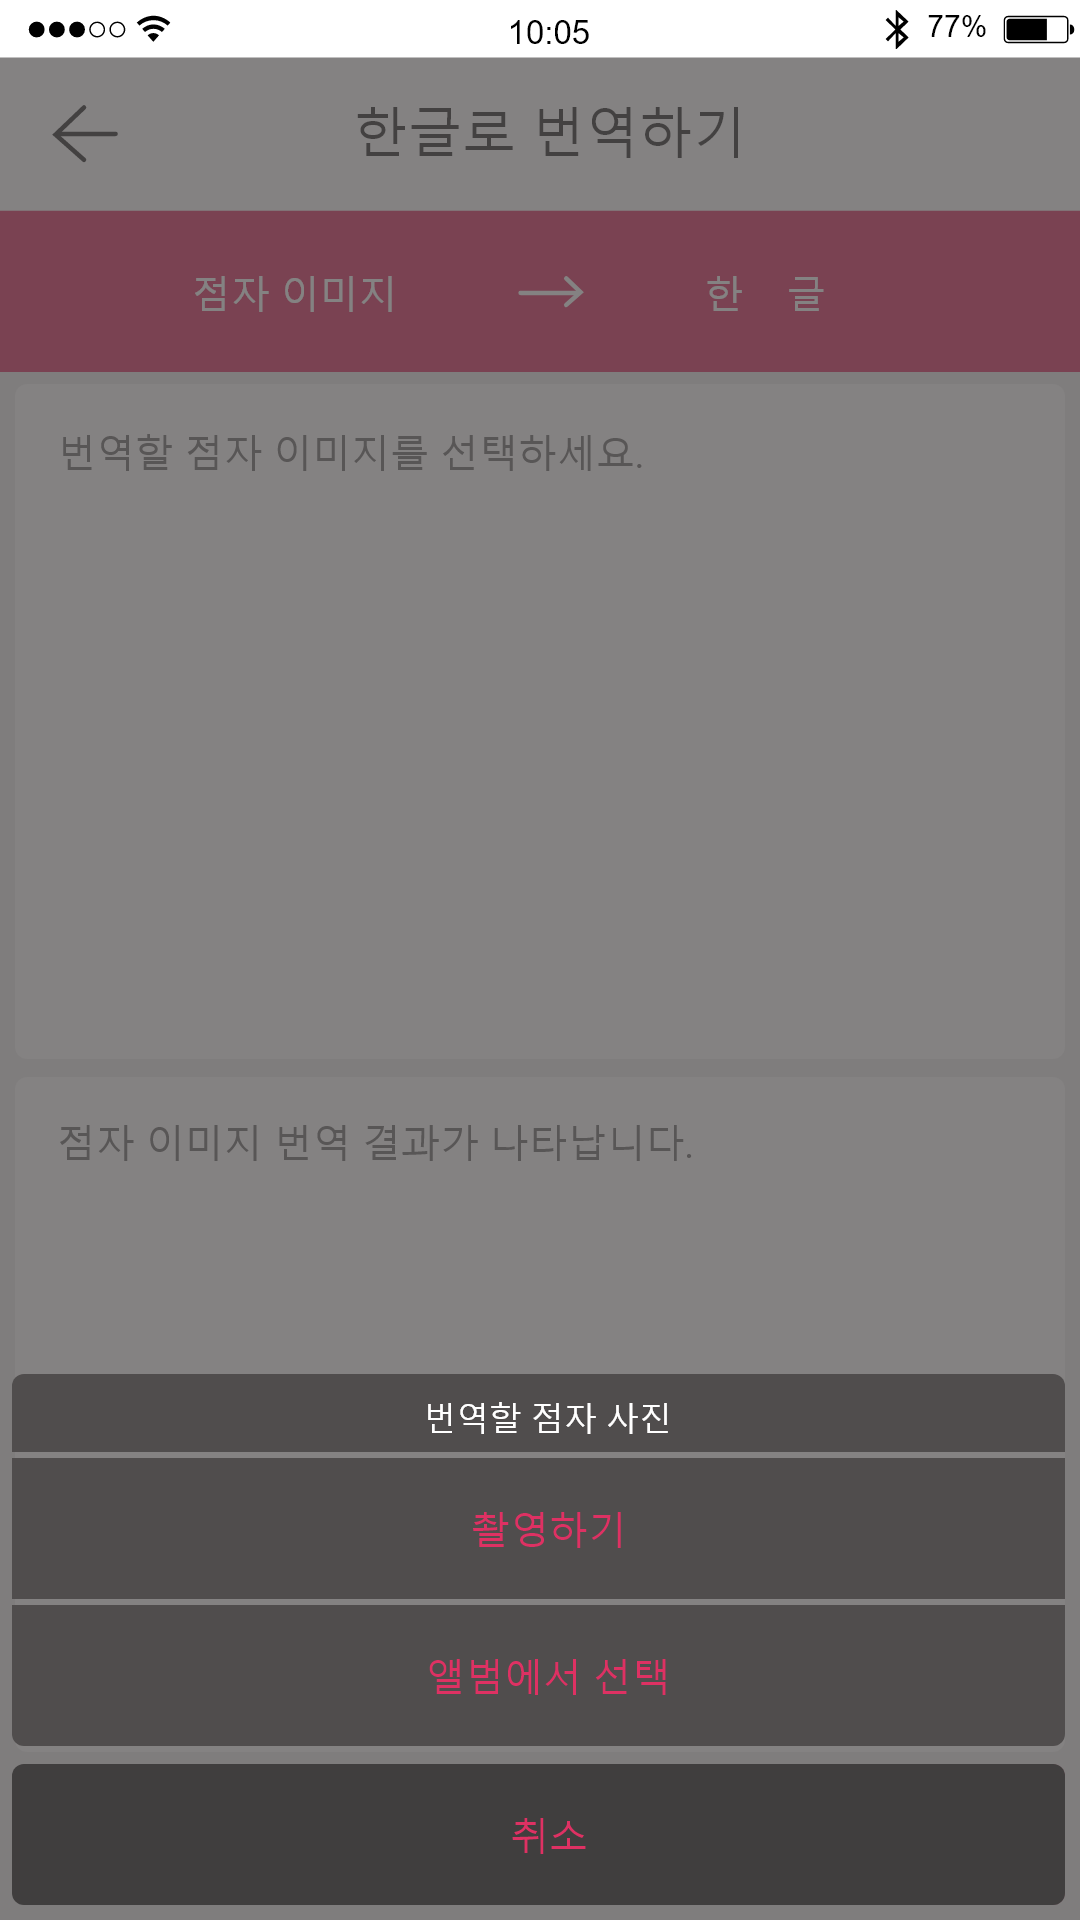 10:05
77%
한글로 번역하기
점자 이미지 → 한 글
번역할 점자 이미지를 선택하세요.
점자 이미지 번역 결과가 나타납니다.
번역할 점자 사진
촬영하기
앨범에서 선택
취소